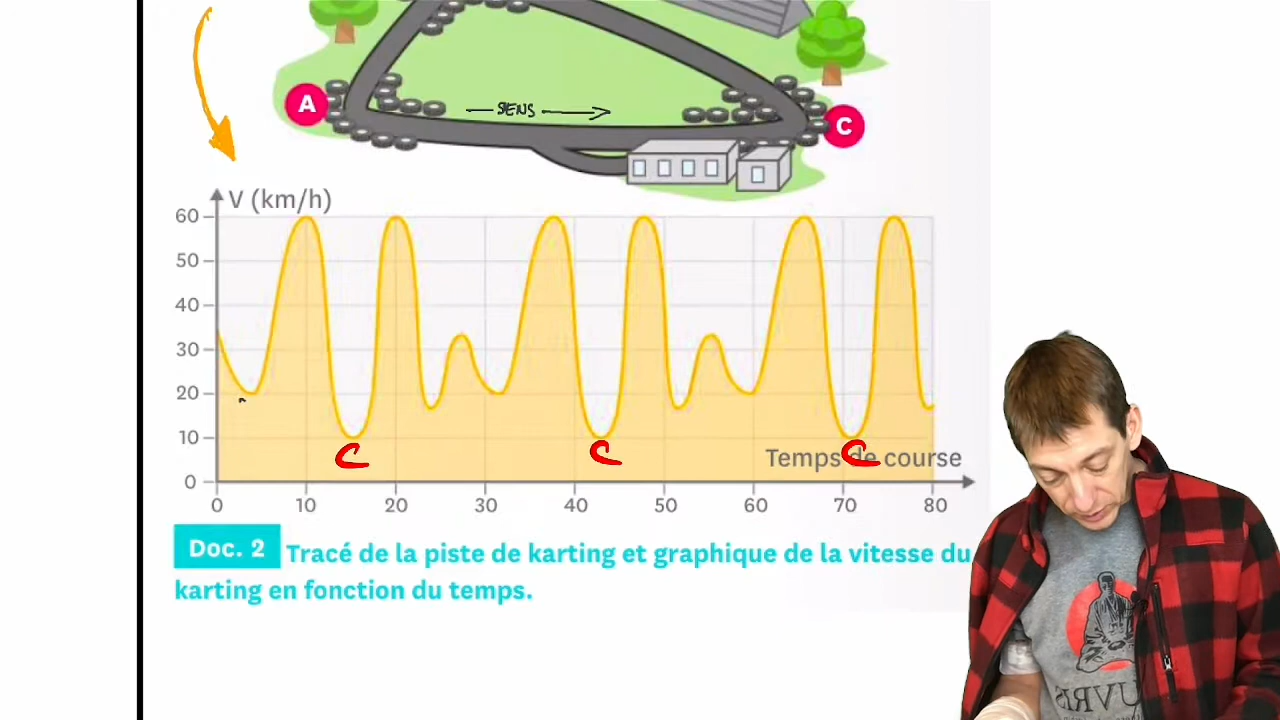 A
SENS
C
V (km/h)
60
50
40
30
20
10
0
C C C
Temps de course
0 10 20 30 40 50 60 70 80
Doc. 2 Tracé de la piste de karting et graphique de la vitesse du
karting en fonction du temps.